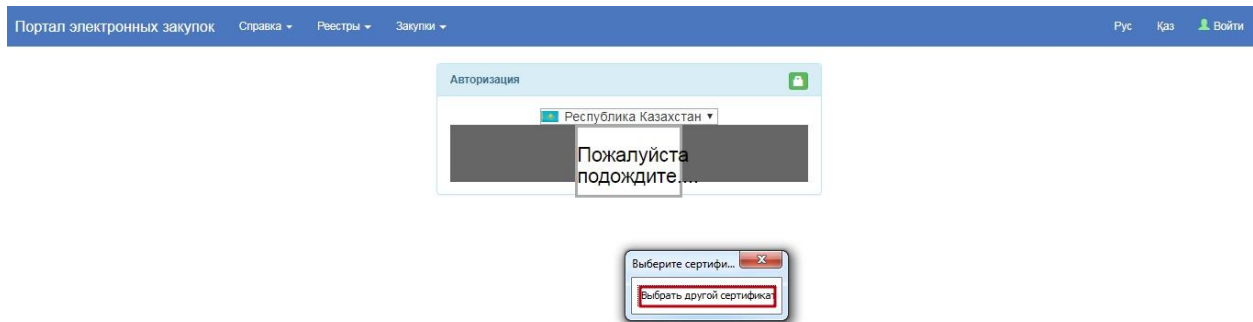 Портал электронных закупок Справка Реестры Закупки Рус Қаз Войти
Авторизация
Республика Казахстан
Пожалуйста
подождите....
Выберите сертифи...
Выбрать другой сертификат